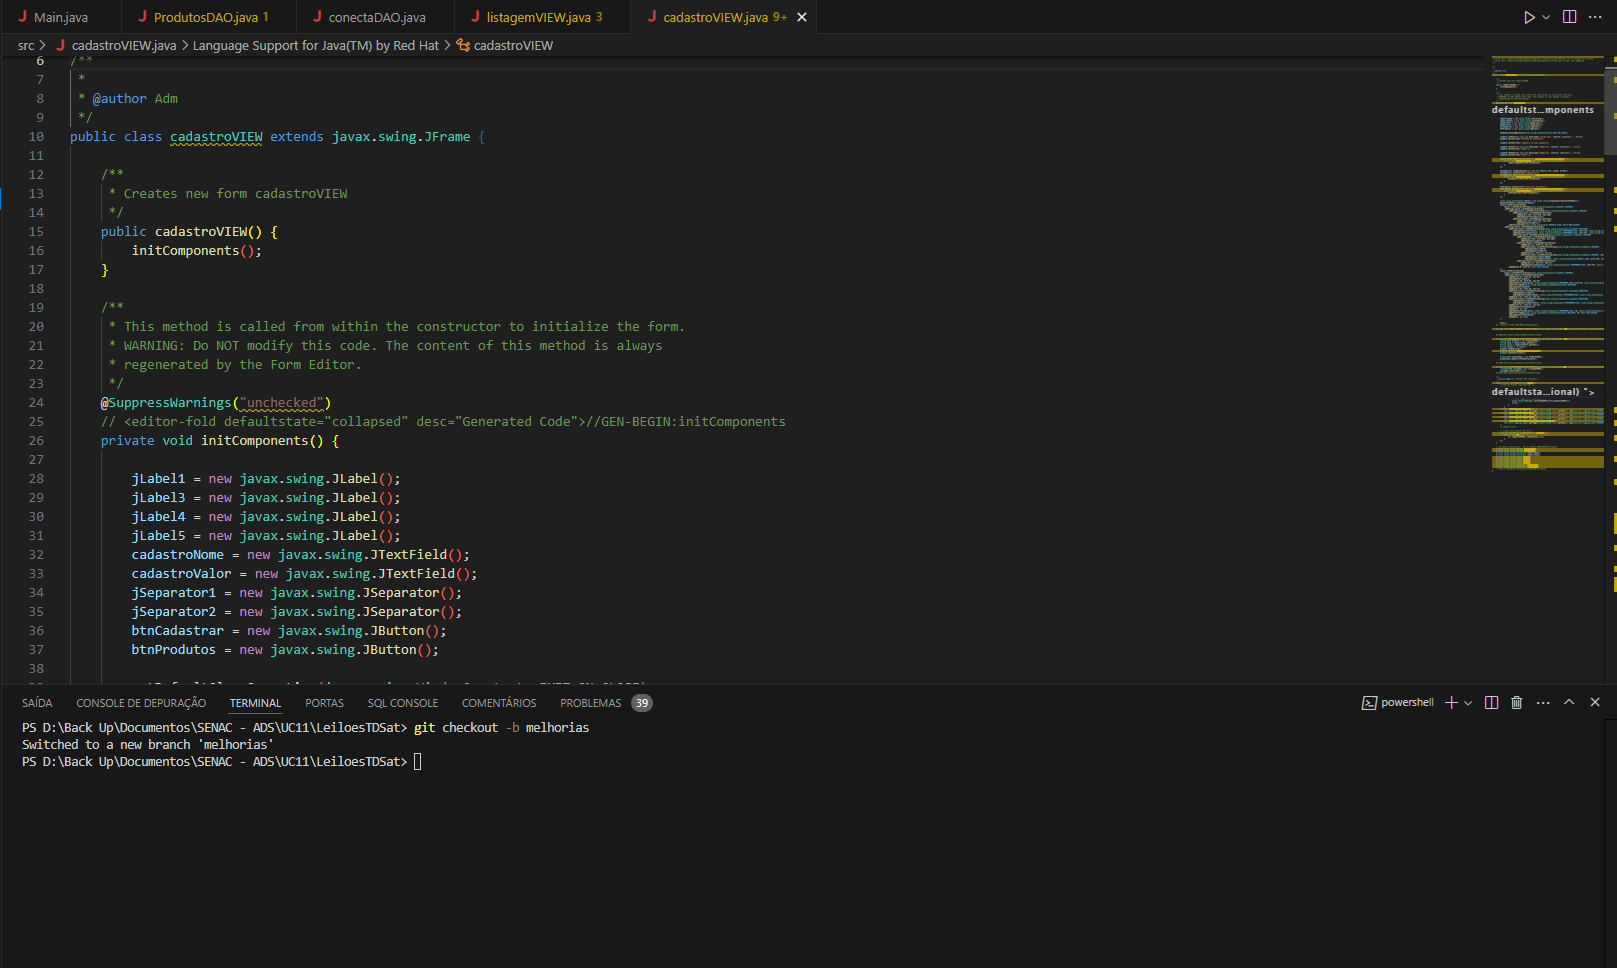 Main.java
ProdutosDAO.java 1
conectaDAO.java
listagemVIEW.java 3
cadastroVIEW.java 9+
src > cadastroVIEW.java > Language Support for Java(TM) by Red Hat > cadastroVIEW
6 /**
7 *
8 * @author Adm
9 */
10 public class cadastroVIEW extends javax.swing.JFrame {
11
12 /**
13 * Creates new form cadastroVIEW
14 */
15 public cadastroVIEW() {
16 initComponents();
17 }
18
19 /**
20 * This method is called from within the constructor to initialize the form.
21 * WARNING: Do NOT modify this code. The content of this method is always
22 * regenerated by the Form Editor.
23 */
24 @SuppressWarnings("unchecked")
25 // <editor-fold defaultstate="collapsed" desc="Generated Code">//GEN-BEGIN:initComponents
26 private void initComponents() {
27
28 jLabel1 = new javax.swing.JLabel();
29 jLabel3 = new javax.swing.JLabel();
30 jLabel4 = new javax.swing.JLabel();
31 jLabel5 = new javax.swing.JLabel();
32 cadastroNome = new javax.swing.JTextField();
33 cadastroValor = new javax.swing.JTextField();
34 jSeparator1 = new javax.swing.JSeparator();
35 jSeparator2 = new javax.swing.JSeparator();
36 btnCadastrar = new javax.swing.JButton();
37 btnProdutos = new javax.swing.JButton();
38
defaultst...mponents
defaultsta...ional) ">
SAÍDA CONSOLE DE DEPURAÇÃO TERMINAL PORTAS SQL CONSOLE COMENTÁRIOS PROBLEMAS 39
powershell
PS D:\Back Up\Documentos\SENAC - ADS\UC11\LeiloesTDSat> git checkout -b melhorias
Switched to a new branch 'melhorias'
PS D:\Back Up\Documentos\SENAC - ADS\UC11\LeiloesTDSat>